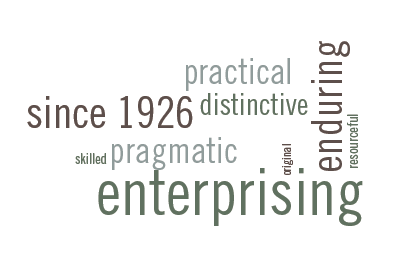 practical
enduring
since 1926
distinctive
resourceful
skilled
pragmatic
original
enterprising